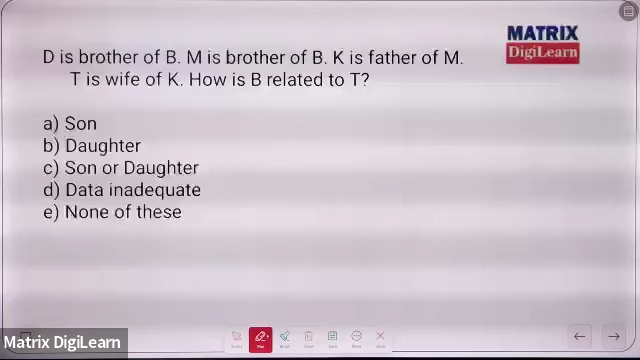 MATRIX
DigiLearn
D is brother of B. M is brother of B. K is father of M.
T is wife of K. How is B related to T?
a) Son
b) Daughter
c) Son or Daughter
d) Data inadequate
e) None of these
Pen
Matrix DigiLearn